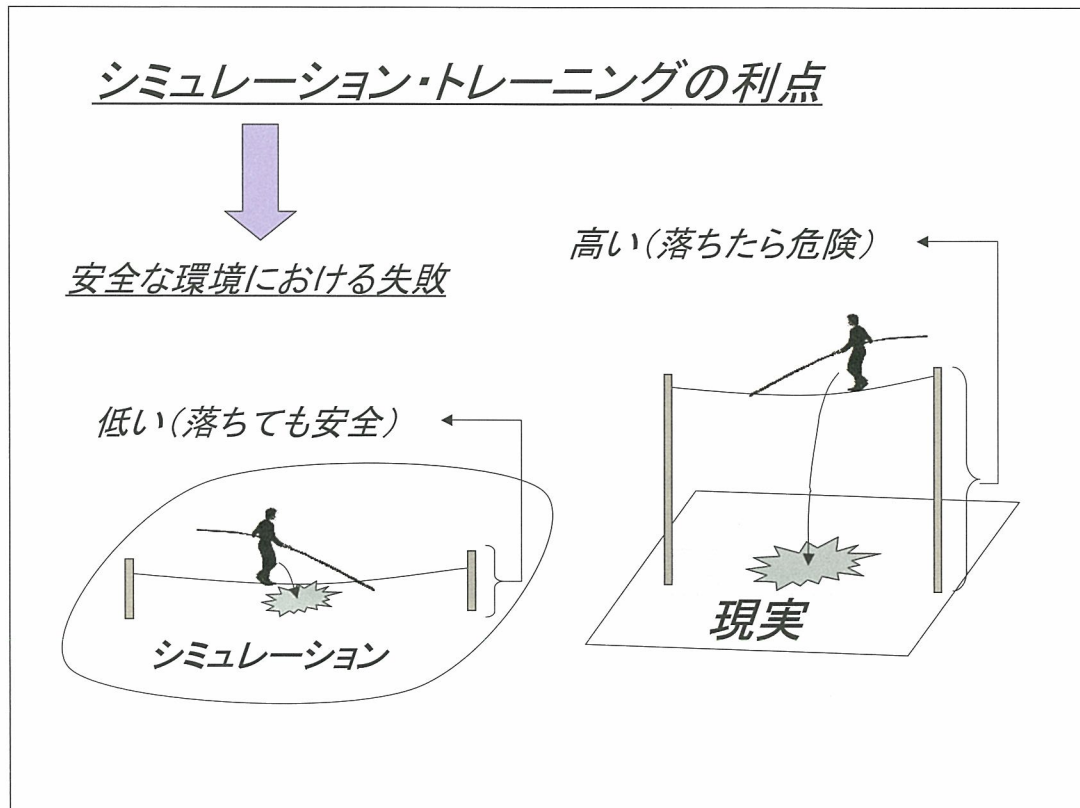 シミュレーション・トレーニングの利点
安全な環境における失敗
高い（落ちたら危険）
低い（落ちても安全）
シミュレーション
現実